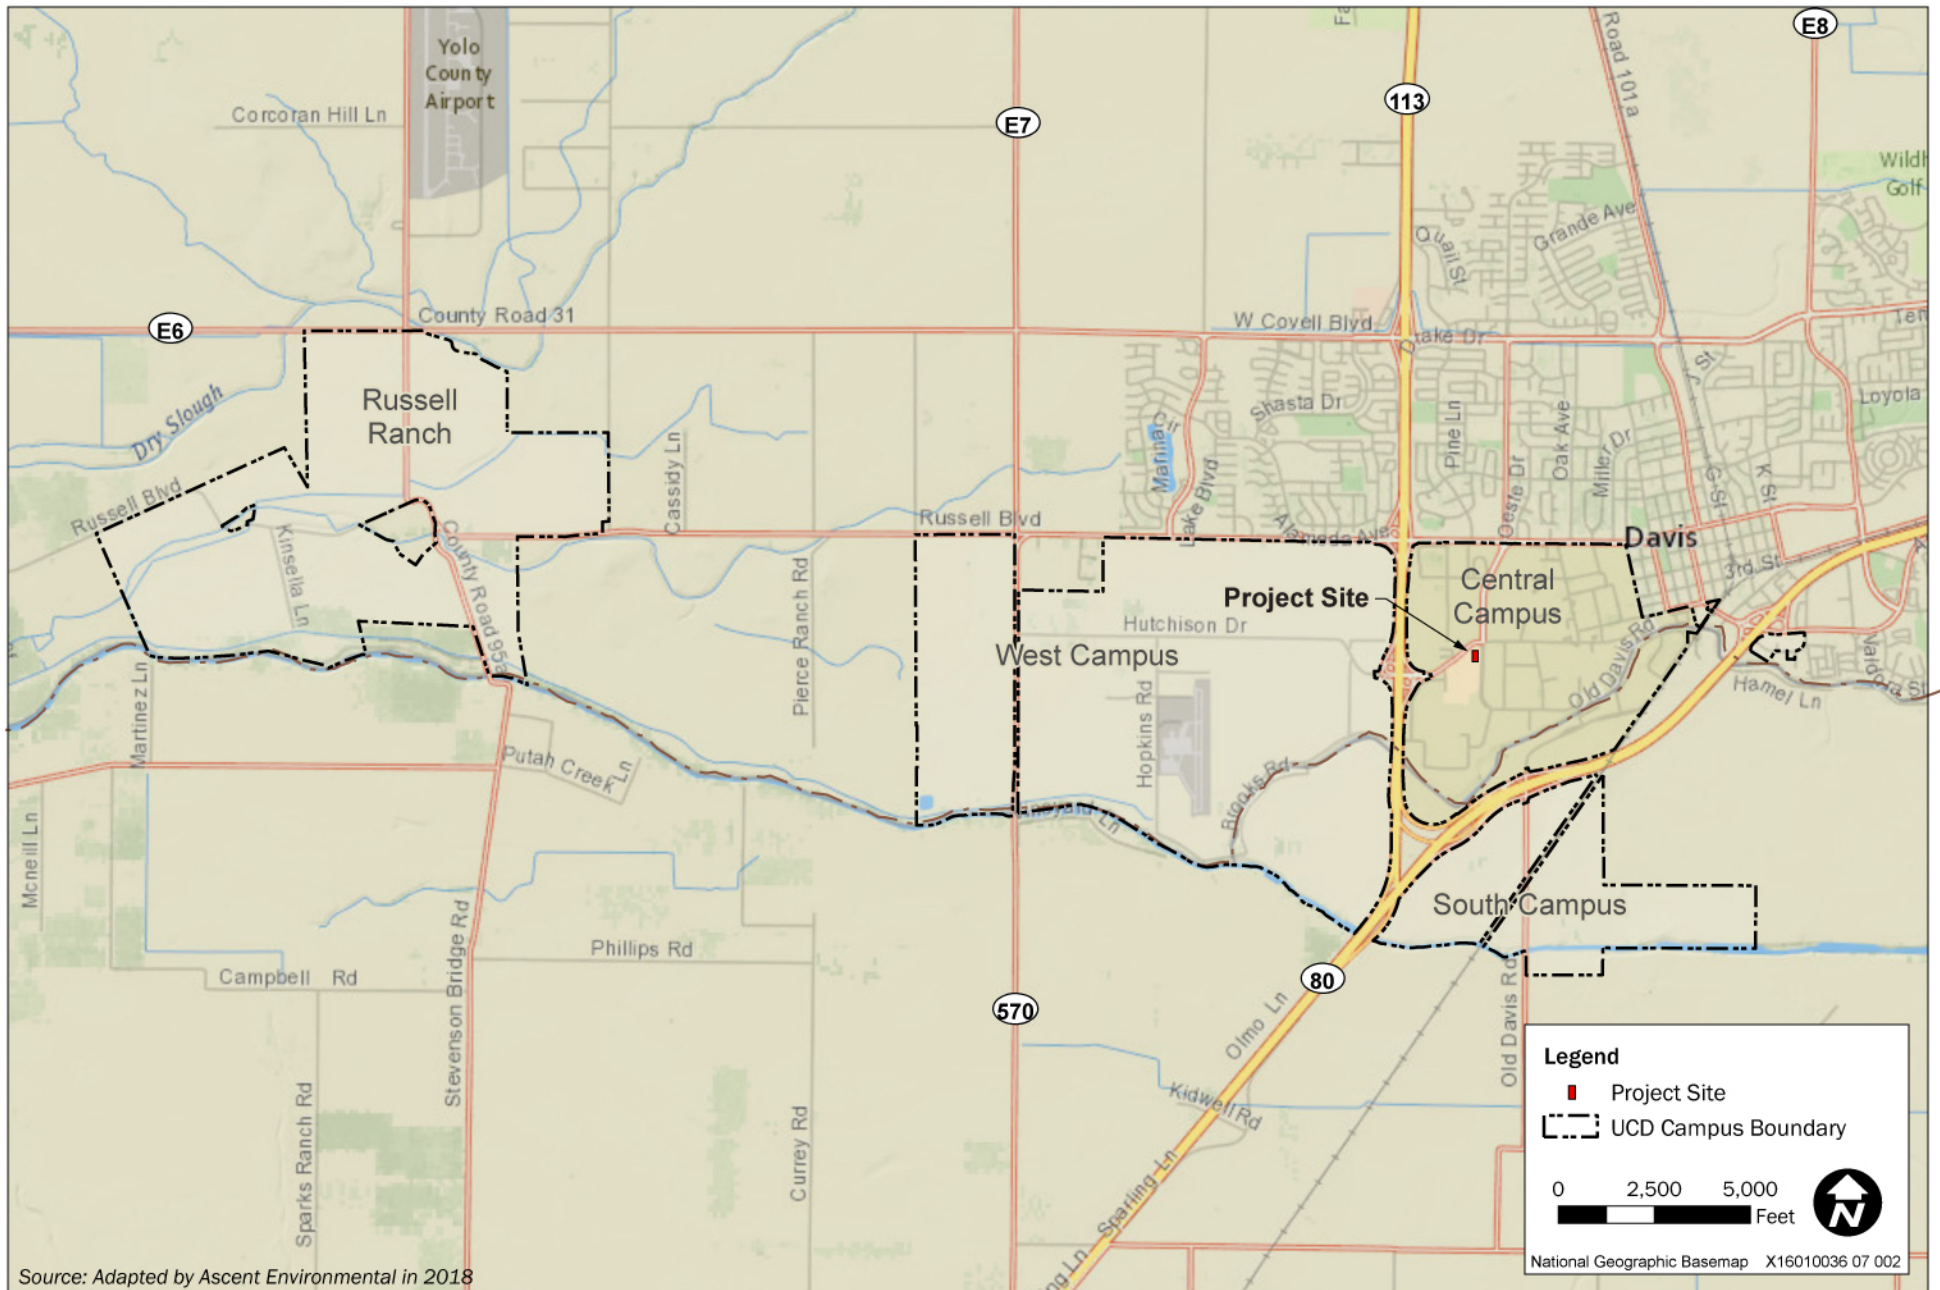 Yolo
County
Airport
Corcoran Hill Ln
E7
113
Road 101a
E8
Wildh
Golf
Grande Ave
Quail St
E6
County Road 31
W Covell Blvd
Drake Dr
J St
Loyola
Dry Slough
Russell
Ranch
Shasta Dr
Marina Cir
Lake Blvd
Pine Ln
Oak Ave
Miller Dr
Oeste Dr
G St
K St
Cassidy Ln
Russell Blvd
Russell Blvd
Alameda Ave
Davis
3rd St
Kinsella Ln
County Road 95a
Pierce Ranch Rd
Project Site
Central
Campus
Hutchison Dr
West Campus
Old Davis Rd
Hamel Ln
Martinez Ln
Hopkins Rd
Putah Creek Ln
Brooks Rd
Mcneill Ln
South Campus
Stevenson Bridge Rd
Phillips Rd
Campbell Rd
80
570
Olmo Ln
Old Davis Rd
Kidwell Rd
Sparks Ranch Rd
Currey Rd
Sparling Ln
ng Ln
Legend
Project Site
UCD Campus Boundary
0 2,500 5,000
Feet
N
National Geographic Basemap X16010036 07 002
Source: Adapted by Ascent Environmental in 2018